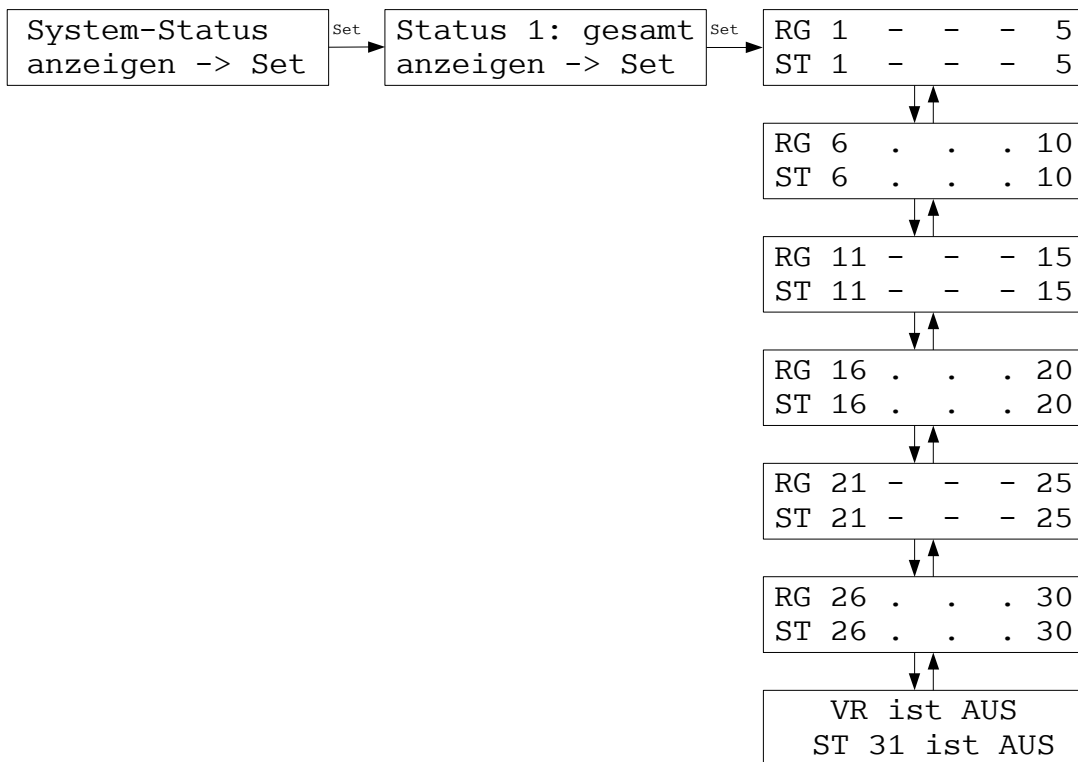 System-Status
anzeigen -> Set
Set
Status 1: gesamt
anzeigen -> Set
Set
RG 1 - - - 5
ST 1 - - - 5
RG 6 . . . 10
ST 6 . . . 10
RG 11 - - - 15
ST 11 - - - 15
RG 16 . . . 20
ST 16 . . . 20
RG 21 - - - 25
ST 21 - - - 25
RG 26 . . . 30
ST 26 . . . 30
VR ist AUS
ST 31 ist AUS